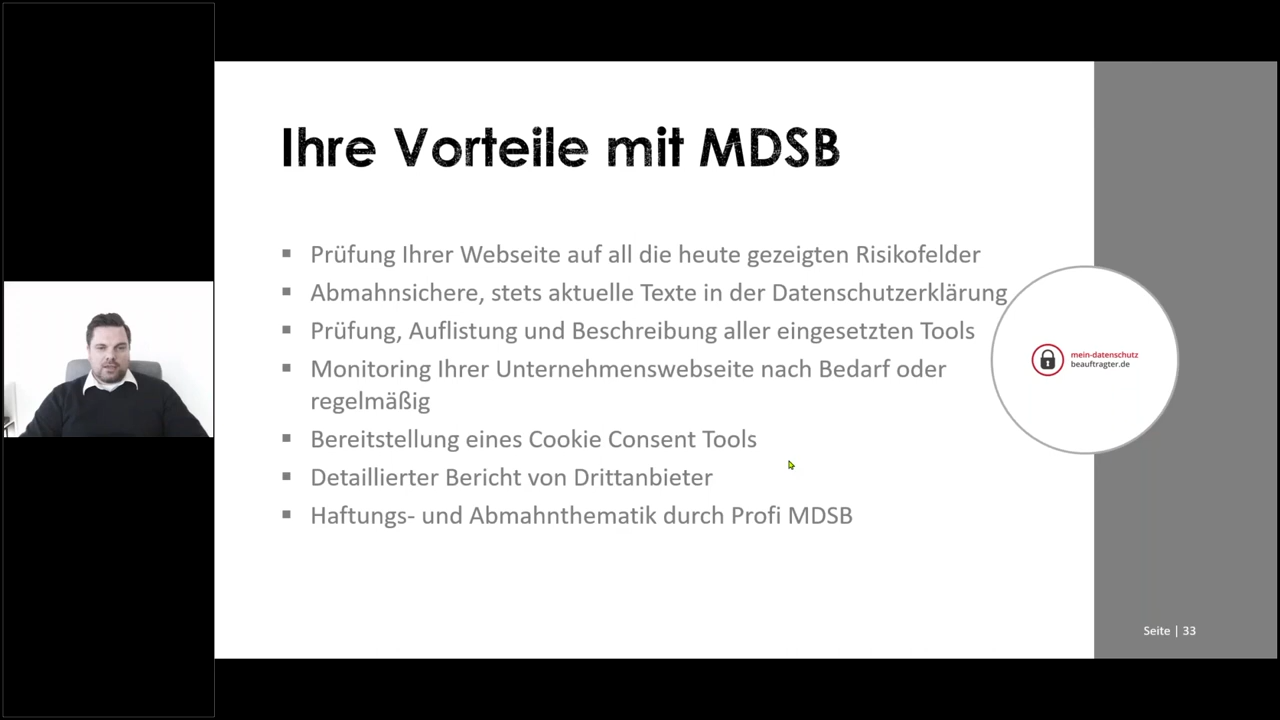 Ihre Vorteile mit MDSB
▪ Prüfung Ihrer Webseite auf all die heute gezeigten Risikofelder
▪ Abmahnsichere, stets aktuelle Texte in der Datenschutzerklärung
▪ Prüfung, Auflistung und Beschreibung aller eingesetzten Tools
▪ Monitoring Ihrer Unternehmenswebseite nach Bedarf oder
regelmäßig
▪ Bereitstellung eines Cookie Consent Tools
▪ Detaillierter Bericht von Drittanbieter
▪ Haftungs- und Abmahnthematik durch Profi MDSB
mein-datenschutz
beauftragter.de
Seite | 33